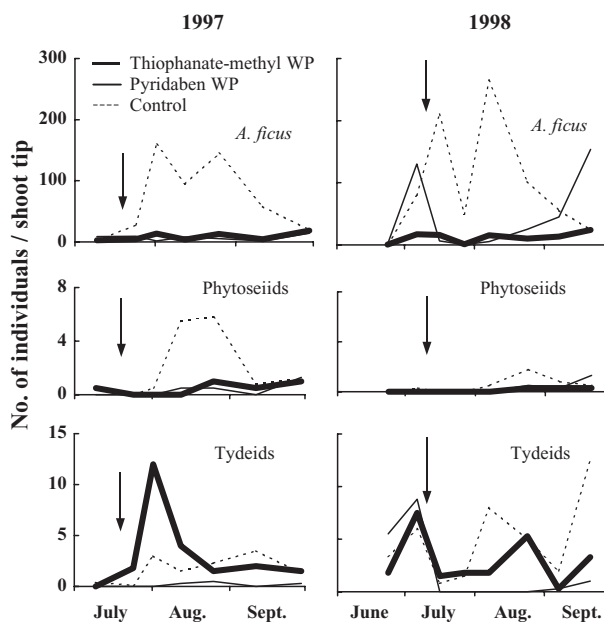 1997
1998
No. of individuals / shoot tip
300
200
100
0
Thiophanate-methyl WP
Pyridaben WP
Control
A. ficus
A. ficus
8
4
0
Phytoseiids
Phytoseiids
15
10
5
0
Tydeids
Tydeids
July Aug. Sept.
June July Aug. Sept.